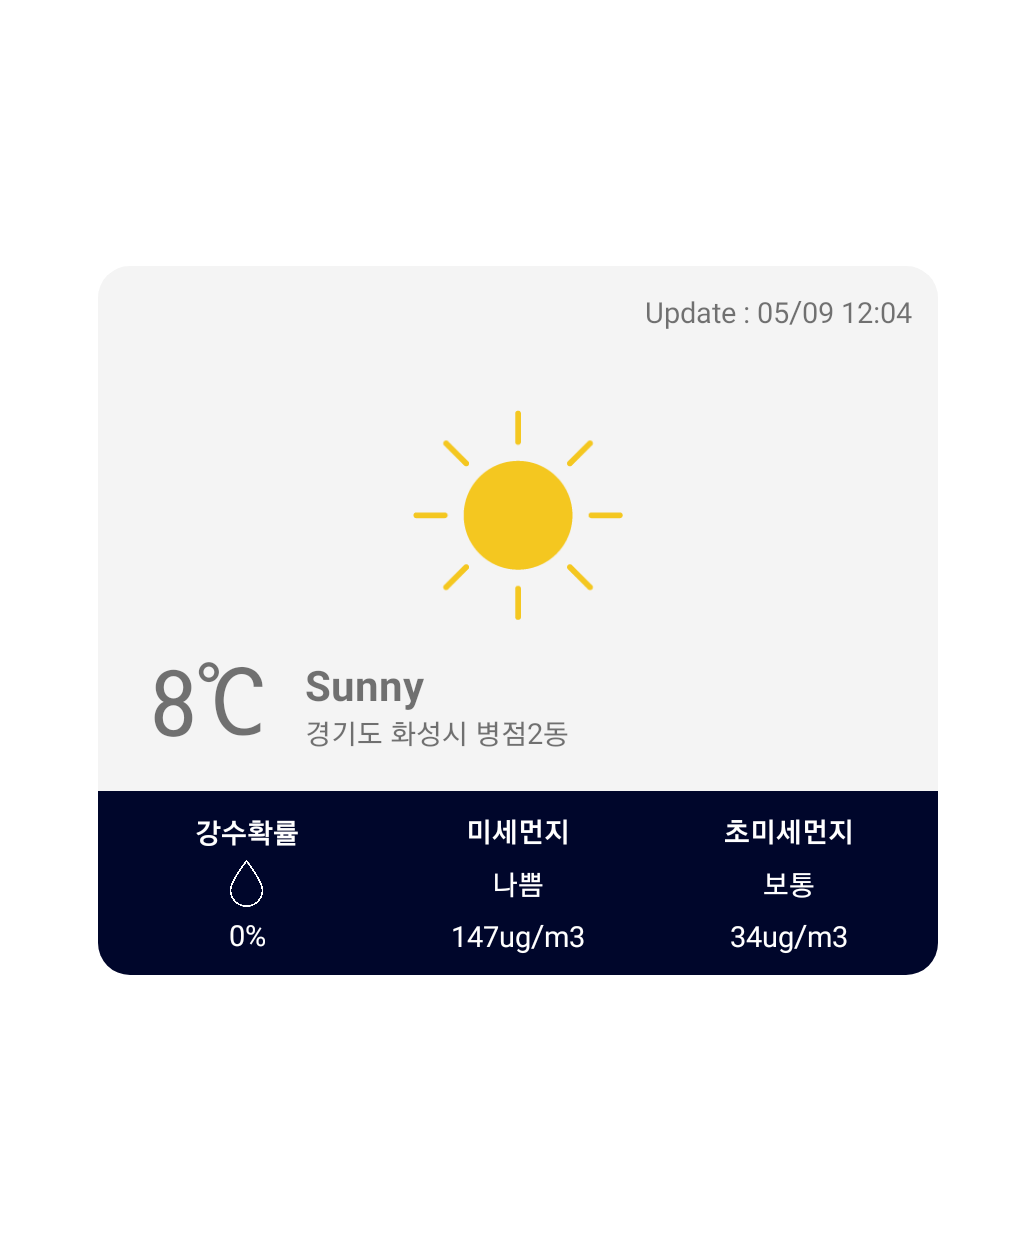 Update : 05/09 12:04
8℃
Sunny
경기도 화성시 병점2동
강수확률
미세먼지
초미세먼지
나쁨
보통
0%
147ug/m3
34ug/m3